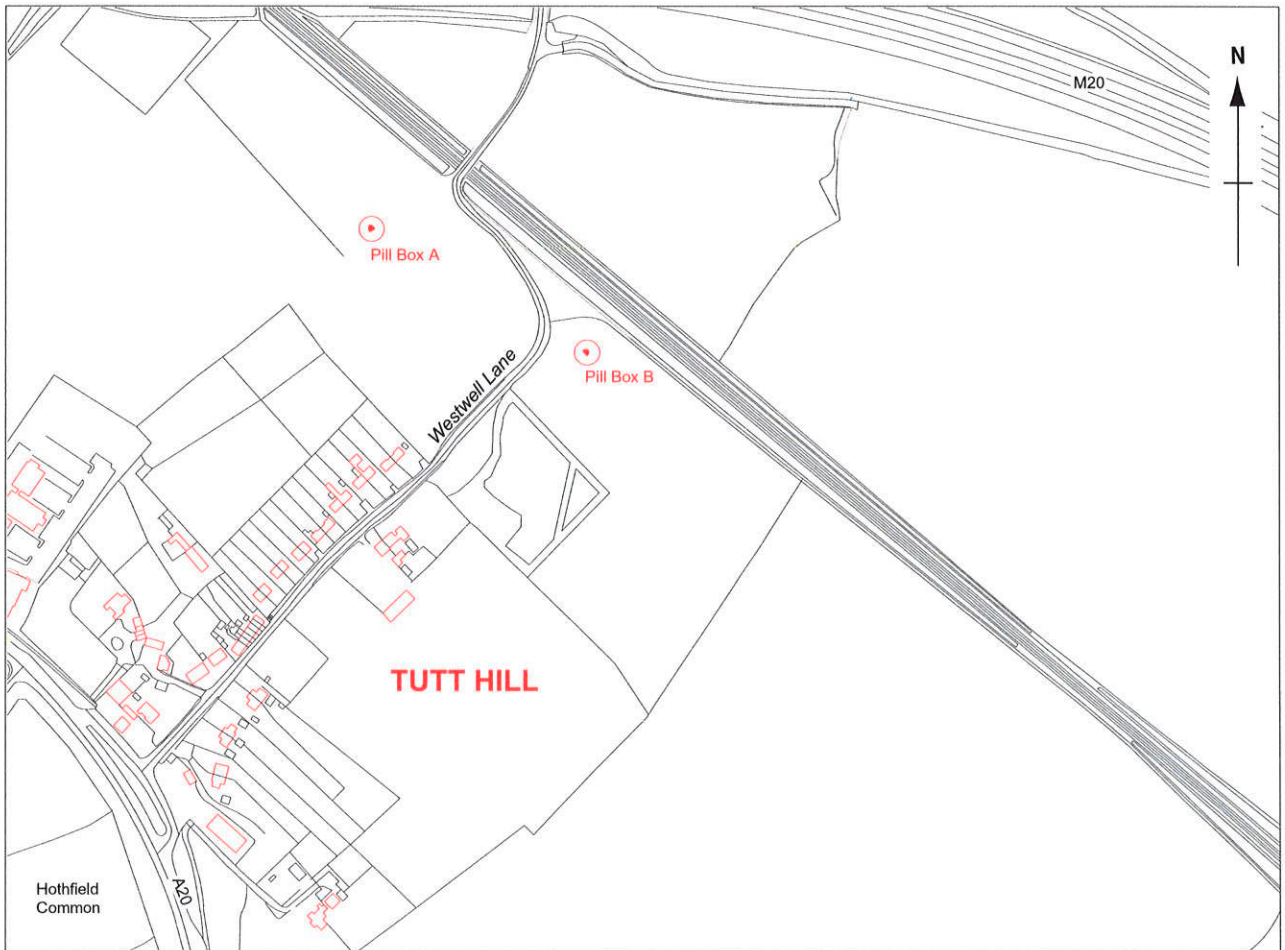 M20
N
Pill Box A
Westwell Lane
Pill Box B
TUTT HILL
A20
Hothfield
Common